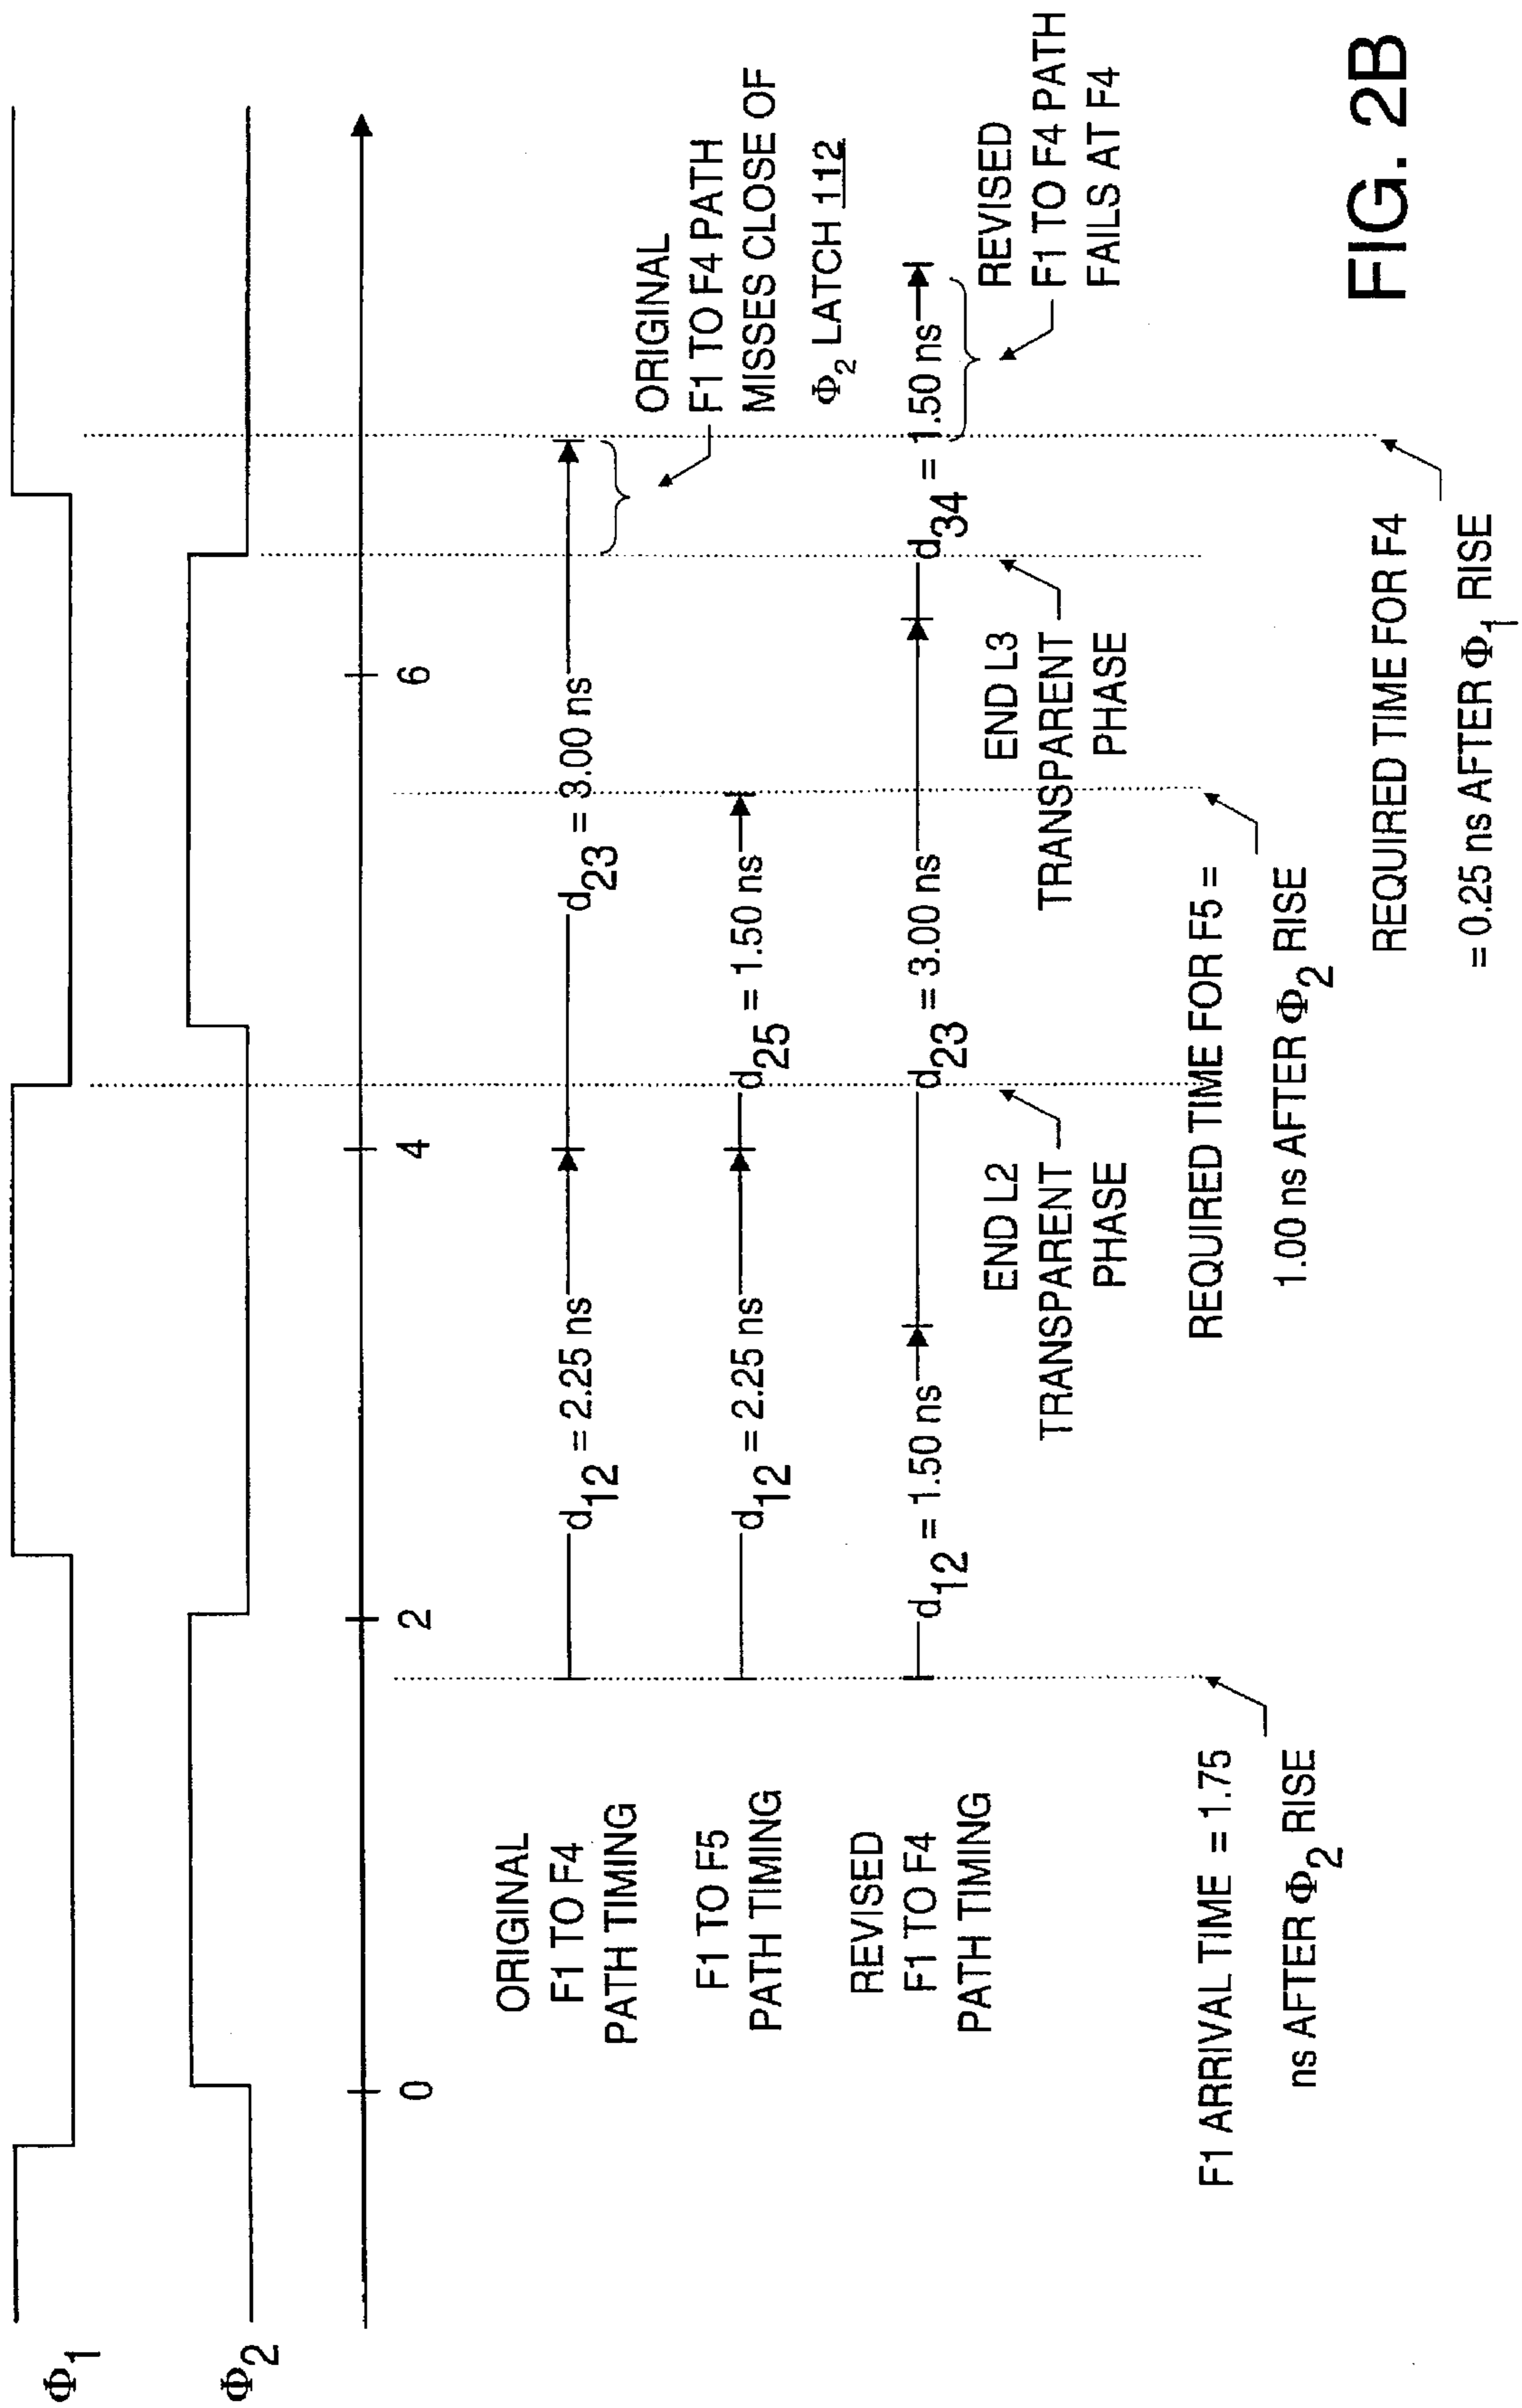 Φ1
Φ2
0
2
4
6
ORIGINAL
F1 TO F4
PATH TIMING
d12 = 2.25 ns
d23 = 3.00 ns
ORIGINAL
F1 TO F4 PATH
MISSES CLOSE OF
Φ2 LATCH 112
F1 TO F5
PATH TIMING
d12 = 2.25 ns
d25 = 1.50 ns
REVISED
F1 TO F4
PATH TIMING
d12 = 1.50 ns
d23 = 3.00 ns
d34 = 1.50 ns
REVISED
F1 TO F4 PATH
FAILS AT F4
END L2
TRANSPARENT
PHASE
END L3
TRANSPARENT
PHASE
F1 ARRIVAL TIME = 1.75
ns AFTER Φ2 RISE
REQUIRED TIME FOR F5 =
1.00 ns AFTER Φ2 RISE
REQUIRED TIME FOR F4
= 0.25 ns AFTER Φ1 RISE
FIG. 2B